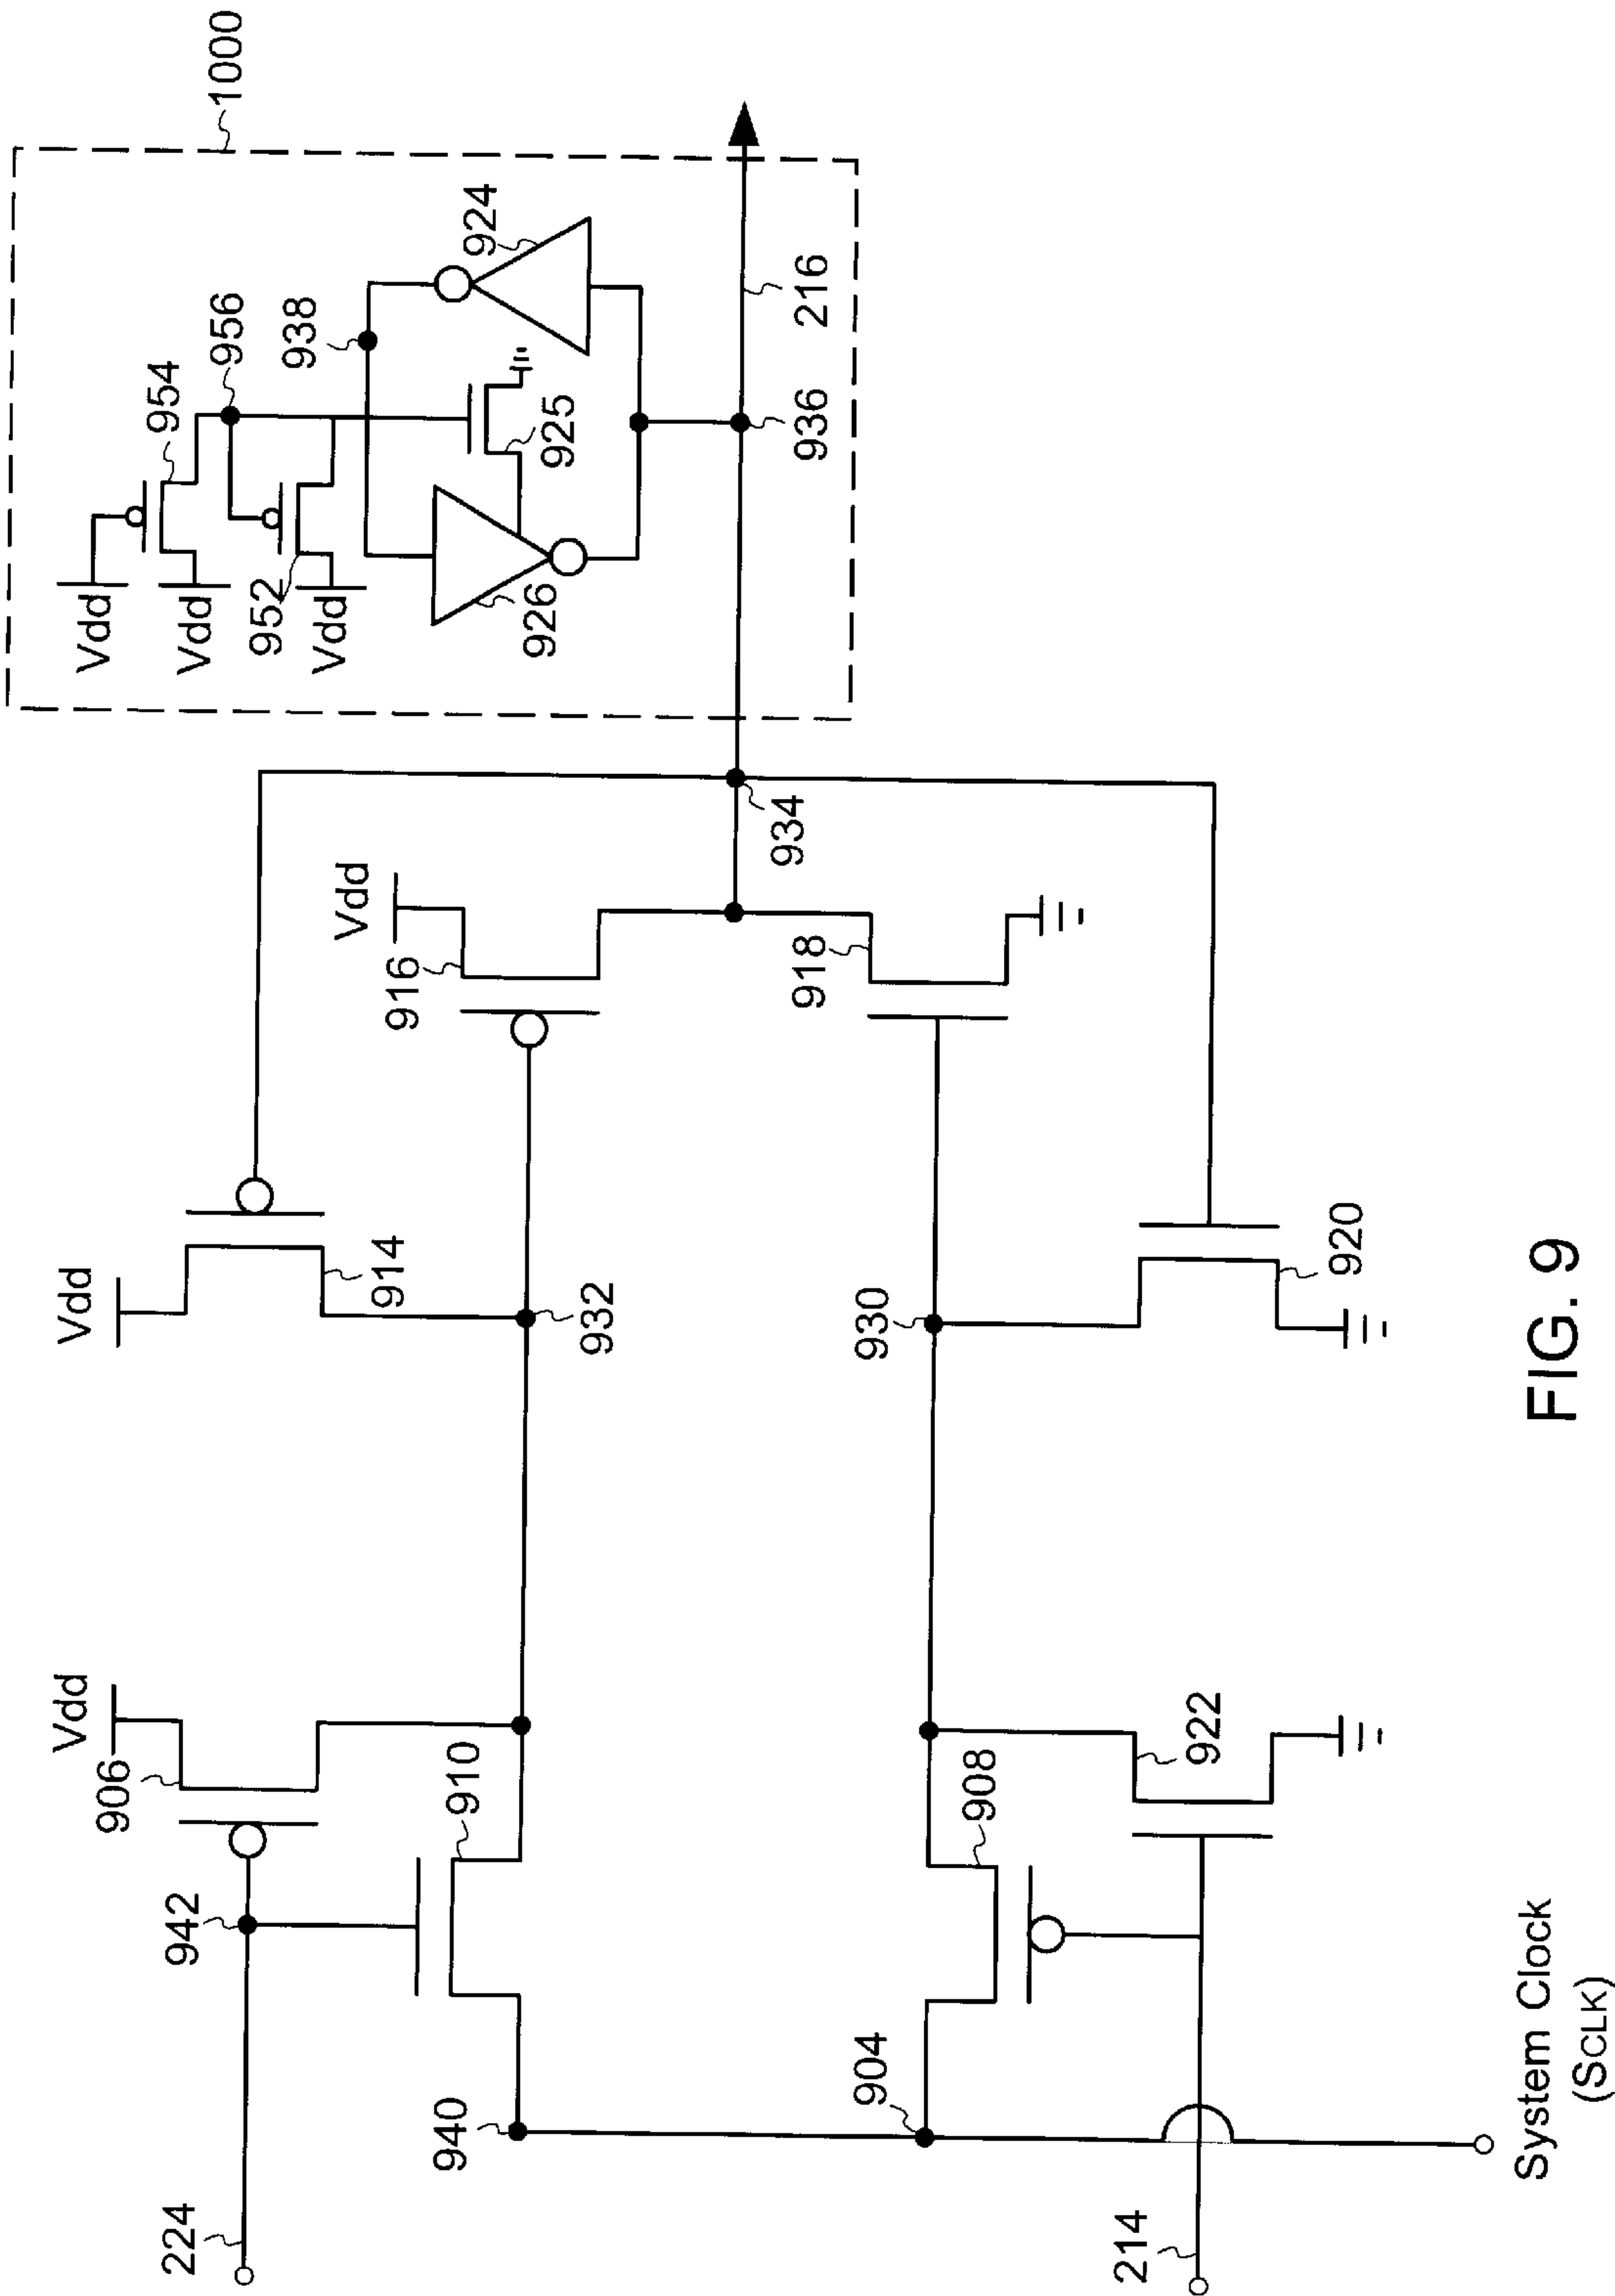 1000
Vdd
954
956
Vdd
952
Vdd
938
924
925
926
216
936
Vdd
914
932
Vdd
916
934
918
930
920
Vdd
906
942
910
224
940
904
908
922
214
System Clock
(SCLK)
FIG. 9